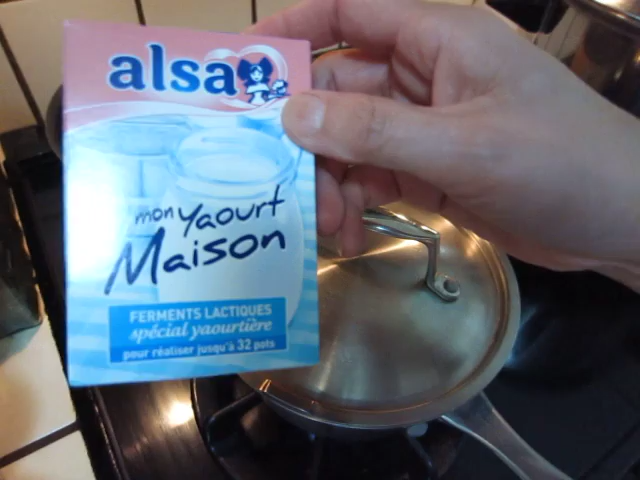 alsa
mon Yaourt
Maison
FERMENTS LACTIQUES
spécial yaourtière
pour réaliser jusqu'à 32 pots